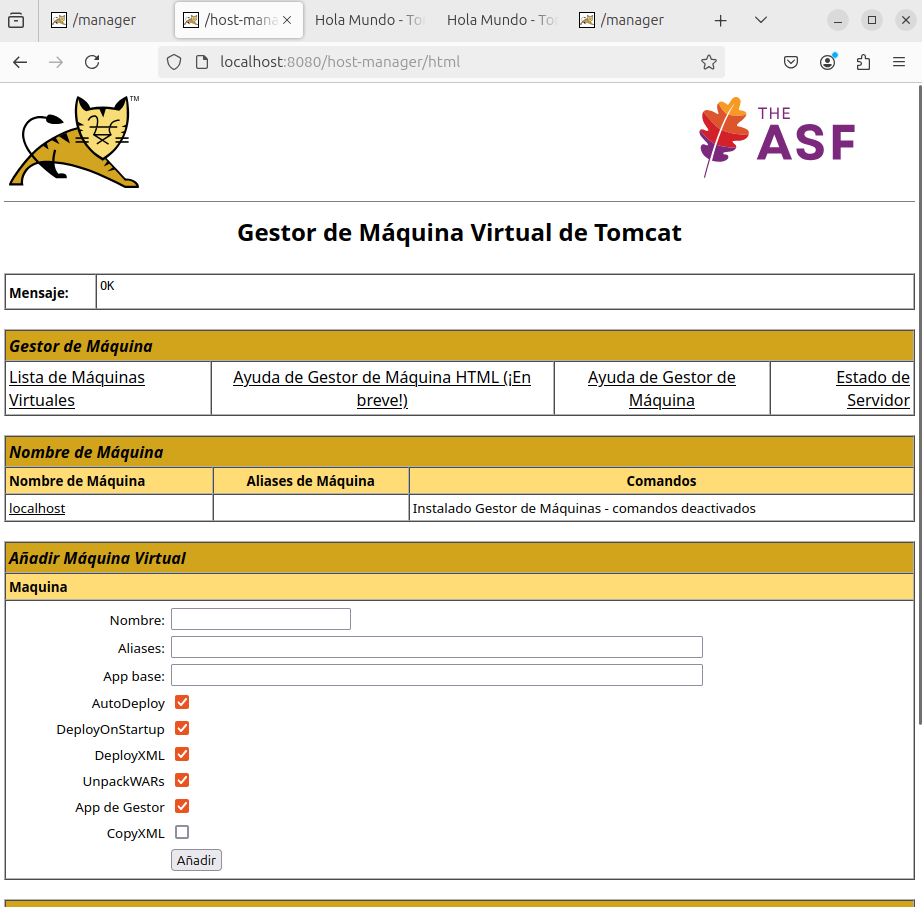 /manager
/host-mana
Hola Mundo - To
Hola Mundo - To
/manager
localhost:8080/host-manager/html
TM
THE
ASF
Gestor de Máquina Virtual de Tomcat
Mensaje:
OK
Gestor de Máquina
Lista de Máquinas
Virtuales
Ayuda de Gestor de Máquina HTML (¡En
breve!)
Ayuda de Gestor de
Máquina
Estado de
Servidor
Nombre de Máquina
Nombre de Máquina
Aliases de Máquina
Comandos
localhost
Instalado Gestor de Máquinas - comandos deactivados
Añadir Máquina Virtual
Maquina
Nombre:
Aliases:
App base:
AutoDeploy
DeployOnStartup
DeployXML
UnpackWARs
App de Gestor
CopyXML
Añadir